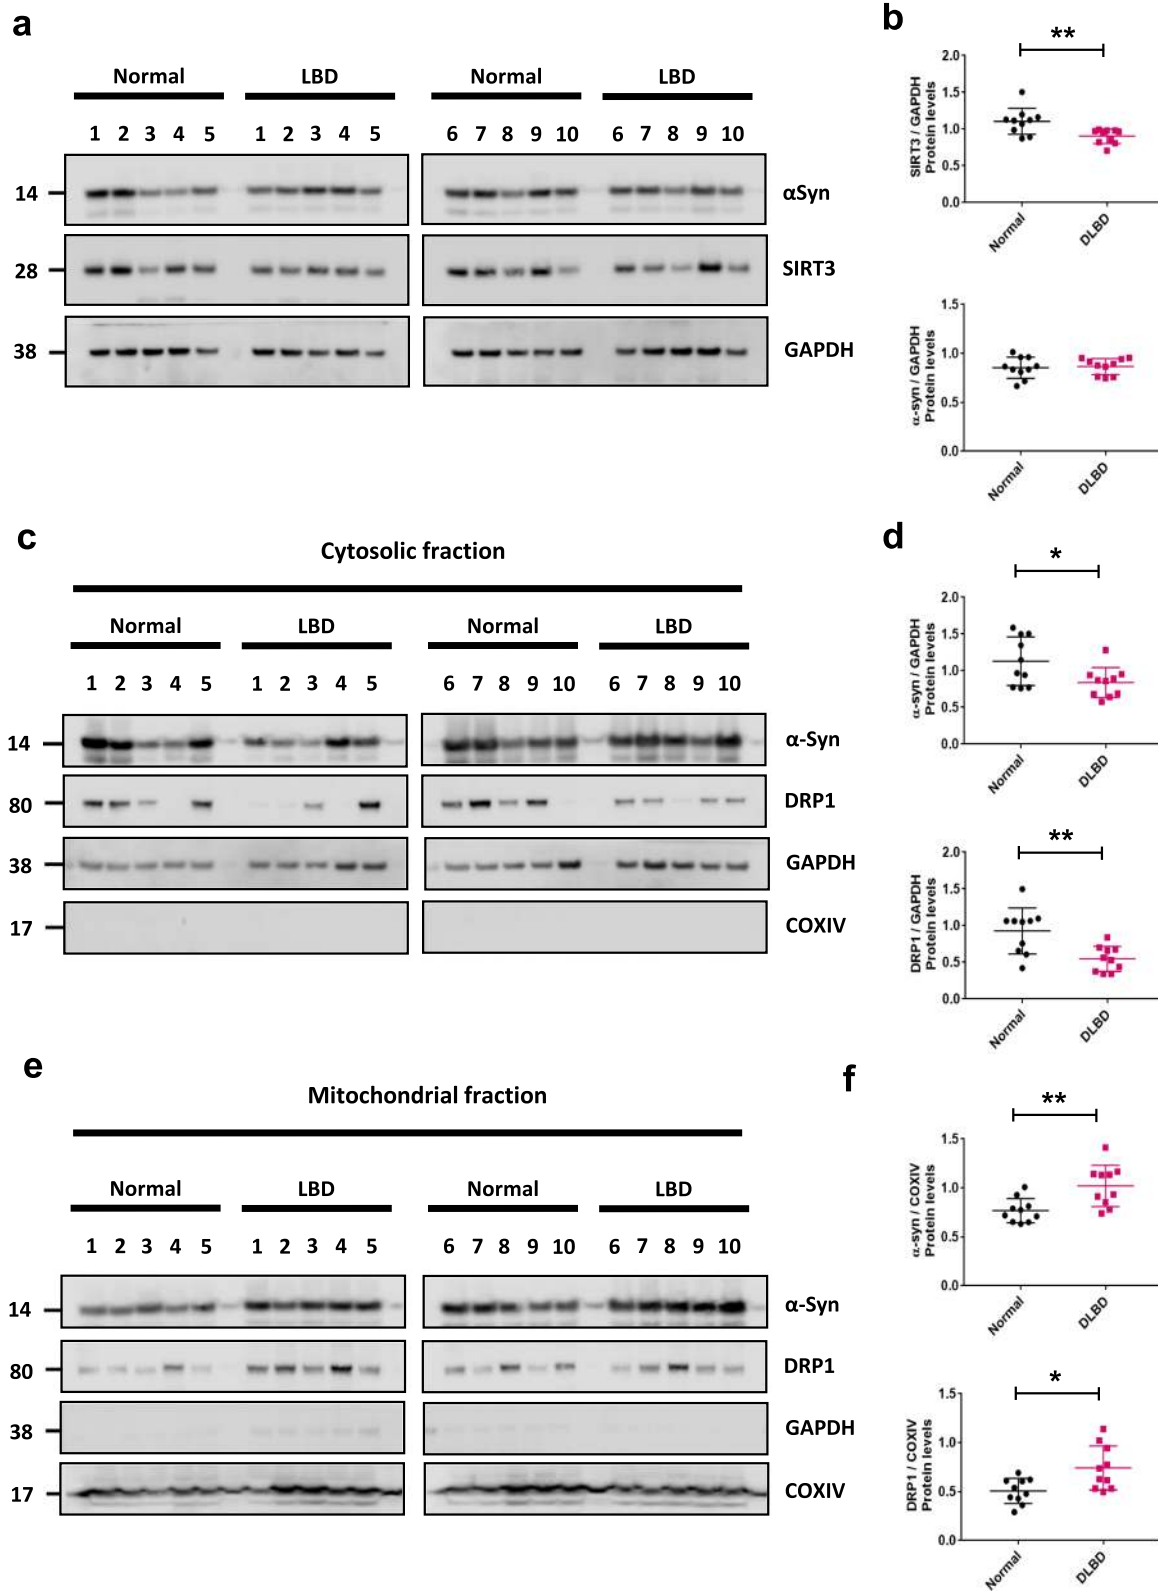 a
Normal LBD Normal LBD
1 2 3 4 5 1 2 3 4 5 6 7 8 9 10 6 7 8 9 10
14 αSyn
28 SIRT3
38 GAPDH
b
**
SIRT3 / GAPDH
Protein levels
2.0
1.5
1.0
0.5
0.0
Normal DLBD
α-syn / GAPDH
Protein levels
1.5
1.0
0.5
0.0
Normal DLBD
c
Cytosolic fraction
Normal LBD Normal LBD
1 2 3 4 5 1 2 3 4 5 6 7 8 9 10 6 7 8 9 10
14 α-Syn
80 DRP1
38 GAPDH
17 COXIV
d
*
α-syn / GAPDH
Protein levels
2.0
1.5
1.0
0.5
0.0
Normal DLBD
**
DRP1 / GAPDH
Protein levels
2.0
1.5
1.0
0.5
0.0
Normal DLBD
e
Mitochondrial fraction
Normal LBD Normal LBD
1 2 3 4 5 1 2 3 4 5 6 7 8 9 10 6 7 8 9 10
14 α-Syn
80 DRP1
38 GAPDH
17 COXIV
f
**
α-syn / COXIV
Protein levels
1.5
1.0
0.5
0.0
Normal DLBD
*
DRP1 / COXIV
Protein levels
1.5
1.0
0.5
0.0
Normal DLBD